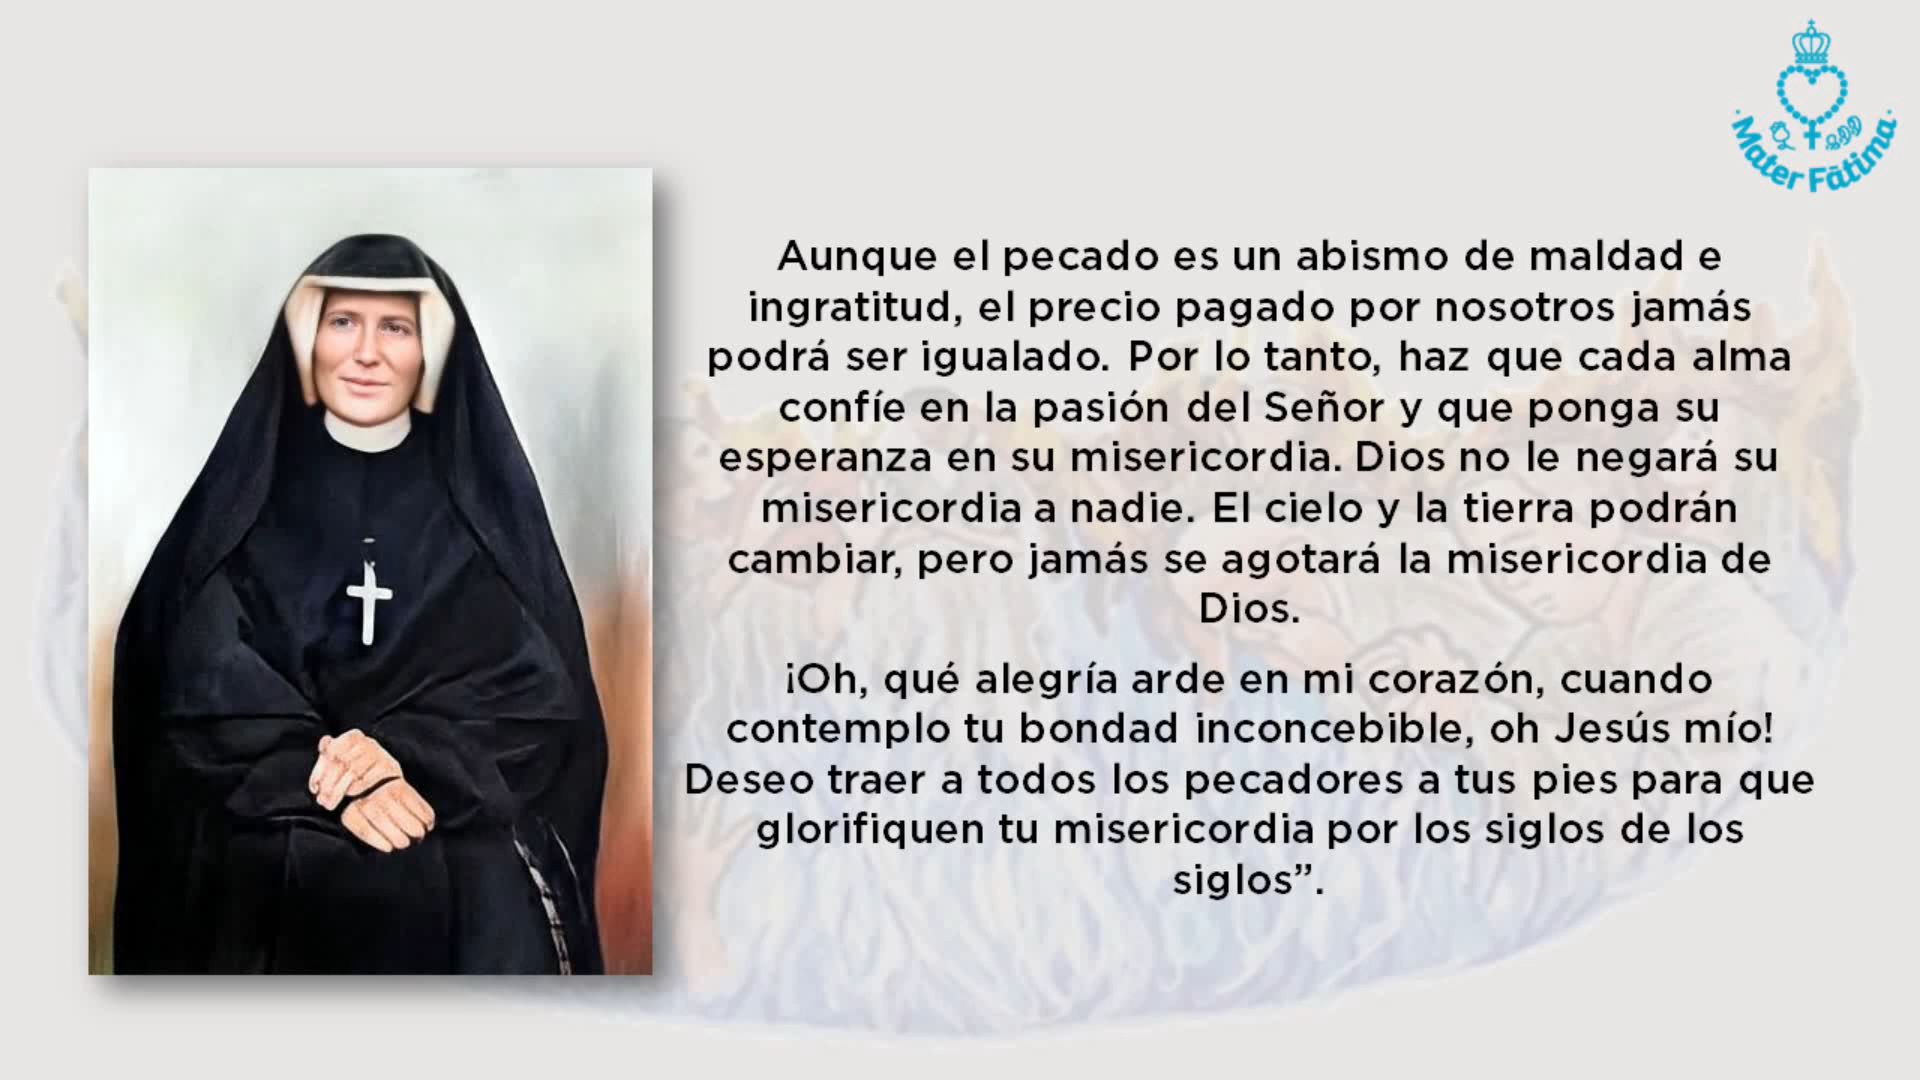 · Mater Fátima ·
Aunque el pecado es un abismo de maldad e
ingratitud, el precio pagado por nosotros jamás
podrá ser igualado. Por lo tanto, haz que cada alma
confíe en la pasión del Señor y que ponga su
esperanza en su misericordia. Dios no le negará su
misericordia a nadie. El cielo y la tierra podrán
cambiar, pero jamás se agotará la misericordia de
Dios.
¡Oh, qué alegría arde en mi corazón, cuando
contemplo tu bondad inconcebible, oh Jesús mío!
Deseo traer a todos los pecadores a tus pies para que
glorifiquen tu misericordia por los siglos de los
siglos”.